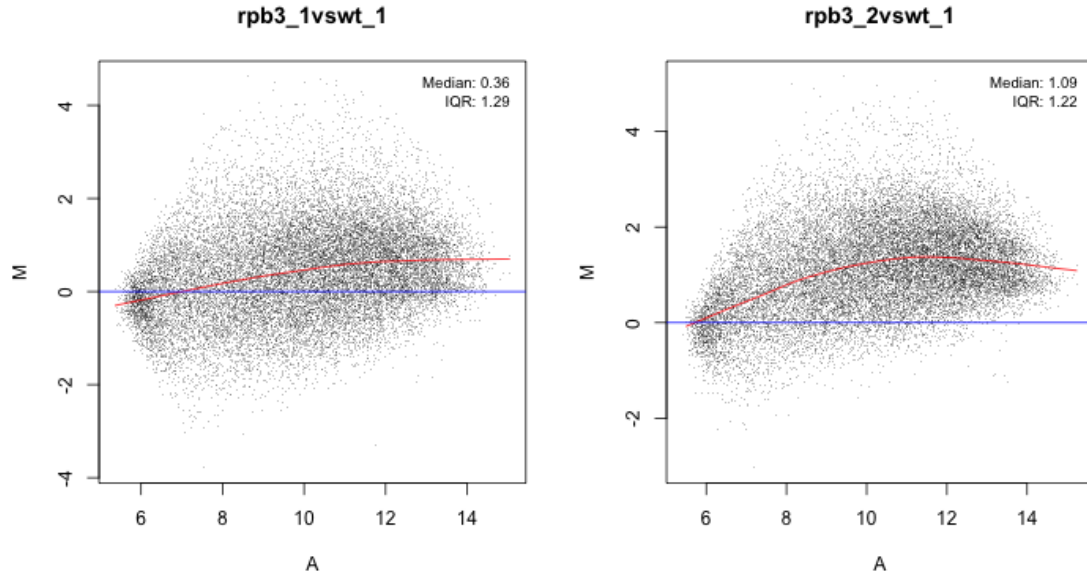 rpb3_1vswt_1
Median: 0.36
IQR: 1.29
4
2
0
-2
-4
M
6 8 10 12 14
A
rpb3_2vswt_1
Median: 1.09
IQR: 1.22
4
2
0
-2
M
6 8 10 12 14
A